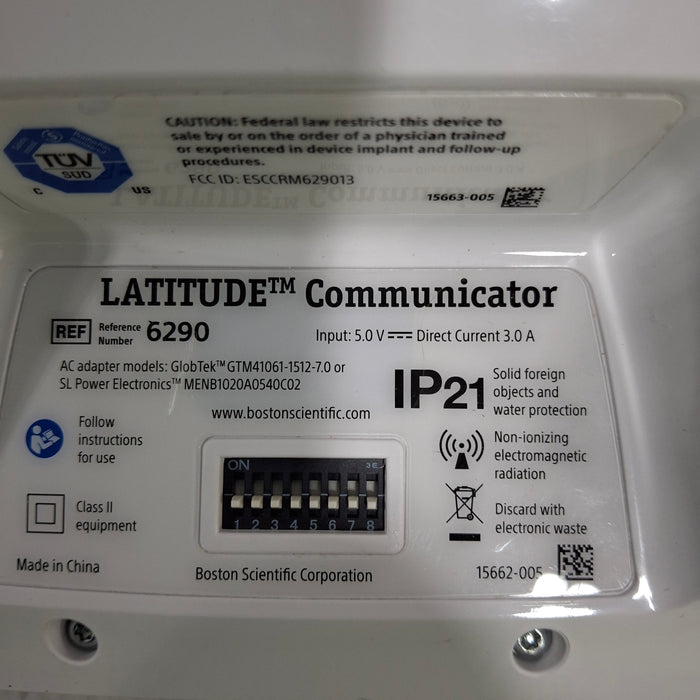 CAUTION: Federal law restricts this device to
sale by or on the order of a physician trained
or experienced in device implant and follow-up
procedures.
TÜV
SUD
C US
FCC ID: ESCCRM629013
15663-005
LATITUDE™ Communicator
REF Reference Number 6290
Input: 5.0 V ⎓ Direct Current 3.0 A
AC adapter models: GlobTek™ GTM41061-1512-7.0 or
SL Power Electronics™ MENB1020A0540C02
IP21
Solid foreign
objects and
water protection
www.bostonscientific.com
Follow
instructions
for use
Non-ionizing
electromagnetic
radiation
ON
1 2 3 4 5 6 7 8
Class II
equipment
Discard with
electronic waste
Made in China
Boston Scientific Corporation
15662-005